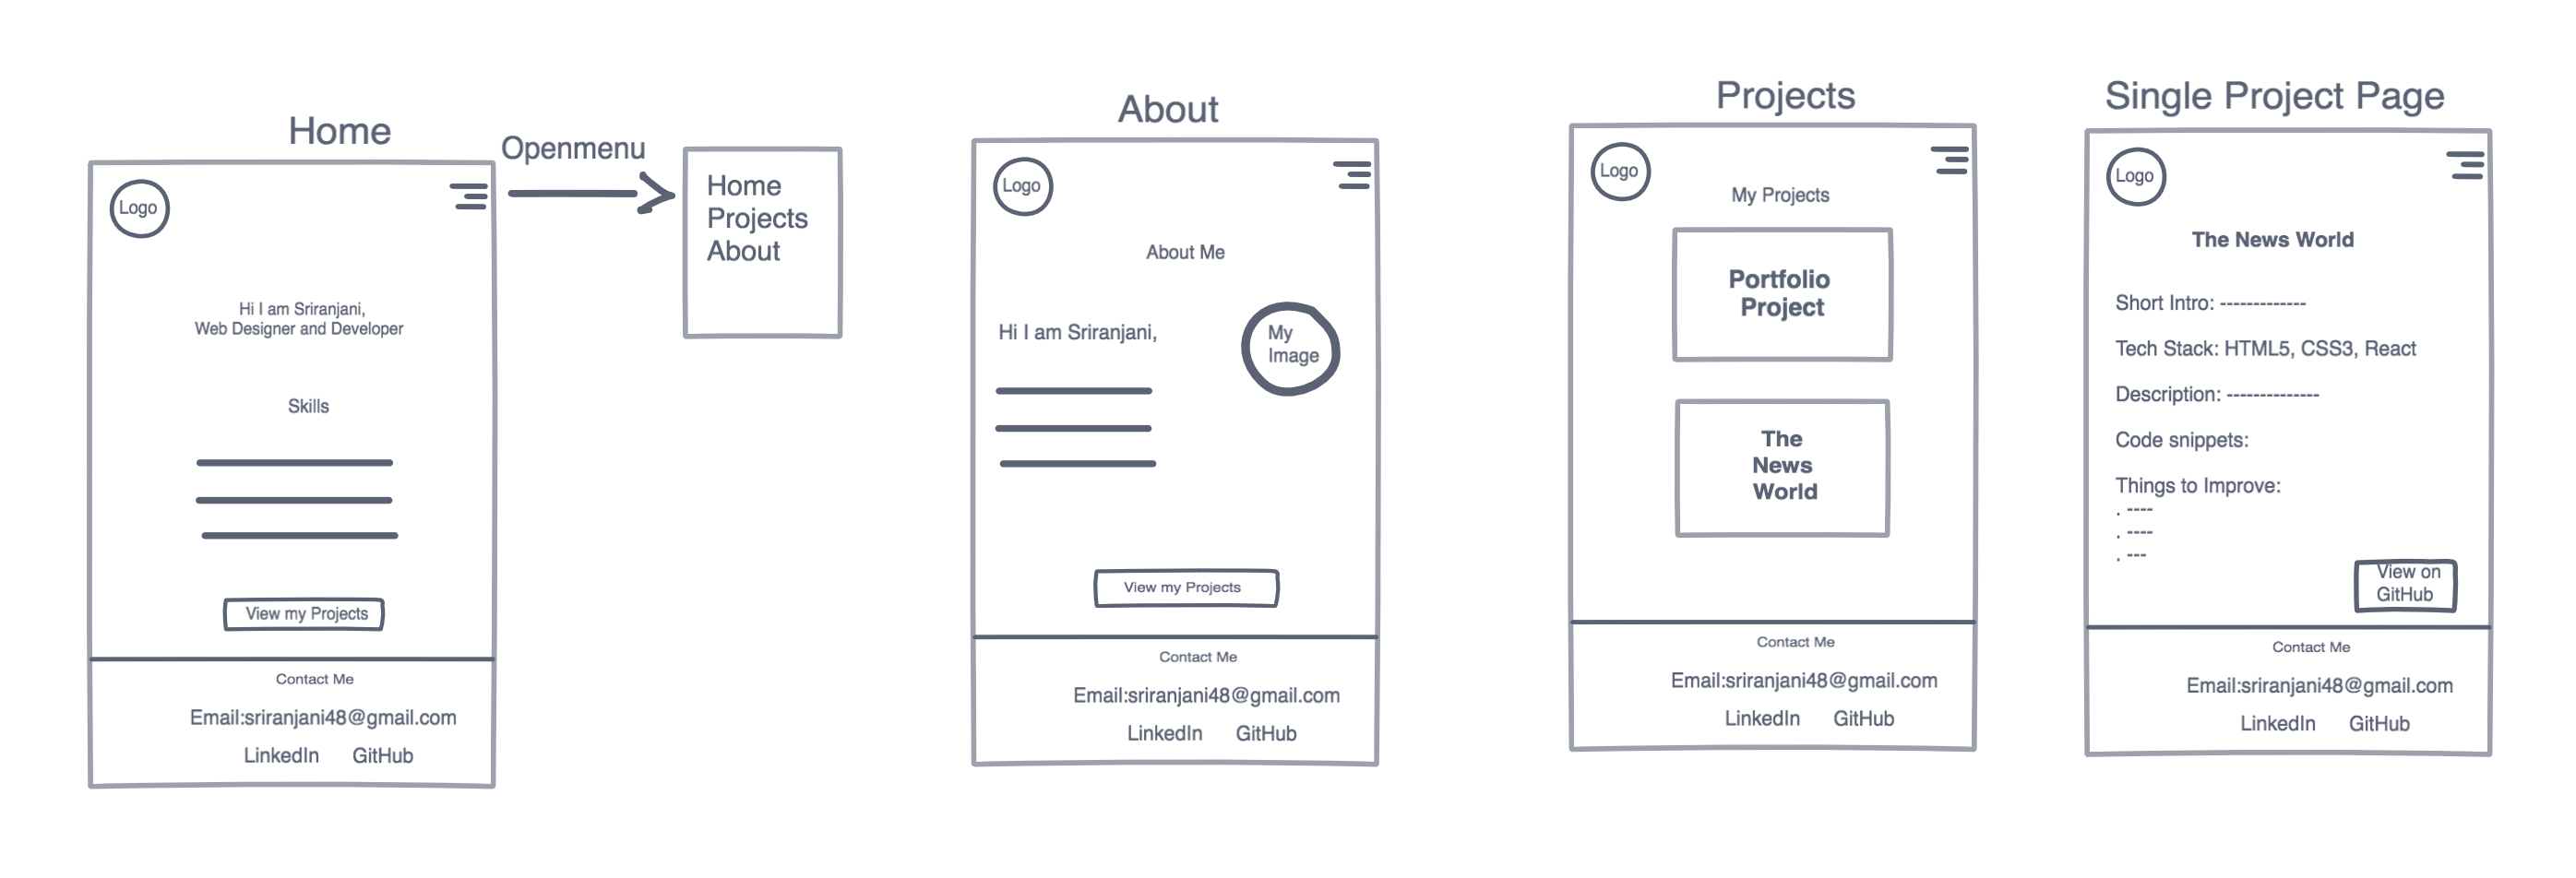 Home
Openmenu
Logo
Hi I am Sriranjani,
Web Designer and Developer
Skills
View my Projects
Contact Me
Email:sriranjani48@gmail.com
LinkedIn GitHub
Home
Projects
About
About
Logo
About Me
Hi I am Sriranjani,
My
Image
View my Projects
Contact Me
Email:sriranjani48@gmail.com
LinkedIn GitHub
Projects
Logo
My Projects
Portfolio
Project
The
News
World
Contact Me
Email:sriranjani48@gmail.com
LinkedIn GitHub
Single Project Page
Logo
The News World
Short Intro: -------------
Tech Stack: HTML5, CSS3, React
Description: --------------
Code snippets:
Things to Improve:
. ----
. ----
. ---
View on
GitHub
Contact Me
Email:sriranjani48@gmail.com
LinkedIn GitHub